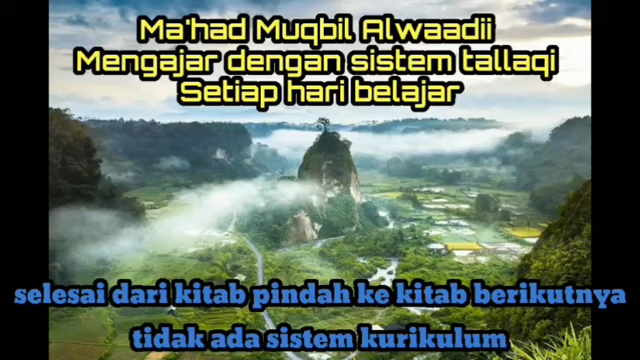 Ma'had Muqbil Alwaadii
Mengajar dengan sistem tallaqi
Setiap hari belajar
selesai dari kitab pindah ke kitab berikutnya
tidak ada sistem kurikulum